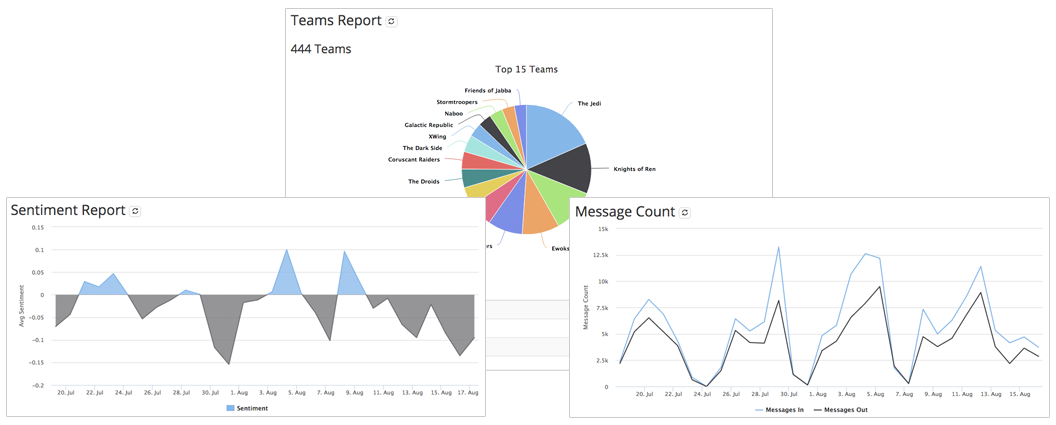 Teams Report
444 Teams
Top 15 Teams
Friends of Jabba
The Jedi
Stormtroopers
Naboo
Galactic Republic
XWing
The Dark Side
Coruscant Raiders
Knights of Ren
The Droids
Ewoks
Sentiment Report
0.15
0.1
0.05
0
−0.05
−0.1
−0.15
−0.2
Avg Sentiment
20. Jul 22. Jul 24. Jul 26. Jul 28. Jul 30. Jul 1. Aug 3. Aug 5. Aug 7. Aug 9. Aug 11. Aug 13. Aug 15. Aug 17. Aug
Sentiment
Message Count
15k
12.5k
10k
7.5k
5k
2.5k
0
Message Count
20. Jul 22. Jul 24. Jul 26. Jul 28. Jul 30. Jul 1. Aug 3. Aug 5. Aug 7. Aug 9. Aug 11. Aug 13. Aug 15. Aug
Messages In Messages Out